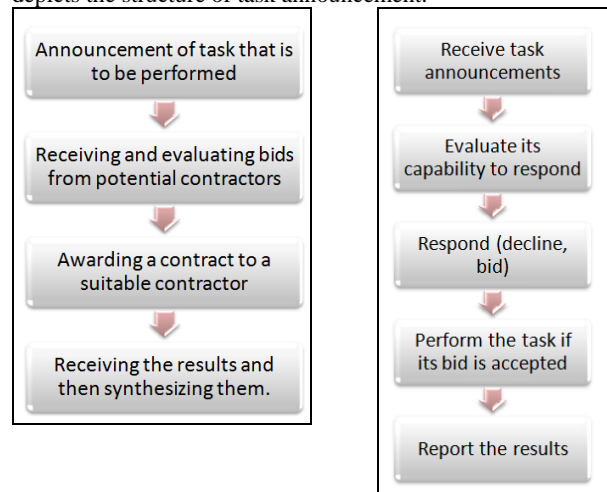 depicts the structure of task announcement.
Announcement of task that is
to be performed
Receiving and evaluating bids
from potential contractors
Awarding a contract to a
suitable contractor
Receiving the results and
then synthesizing them.
Receive task
announcements
Evaluate its
capability to respond
Respond (decline,
bid)
Perform the task if
its bid is accepted
Report the results